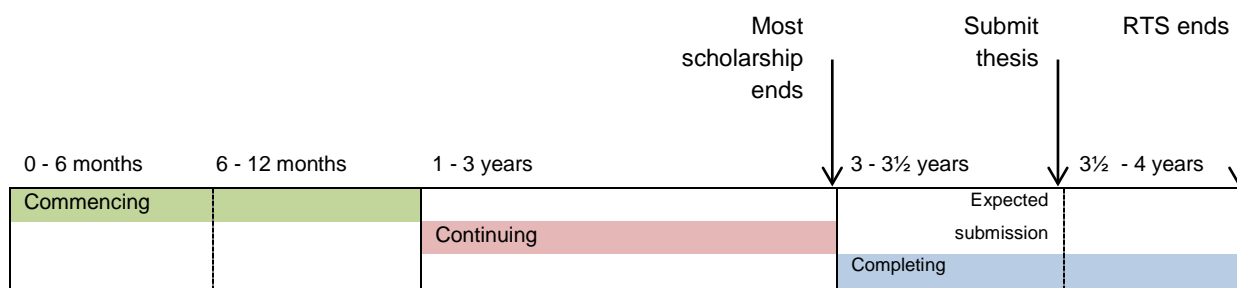 Most
scholarship
ends
Submit
thesis
RTS ends
0 - 6 months
6 - 12 months
1 - 3 years
3 - 3½ years
3½ - 4 years
Commencing
Expected
submission
Continuing
Completing